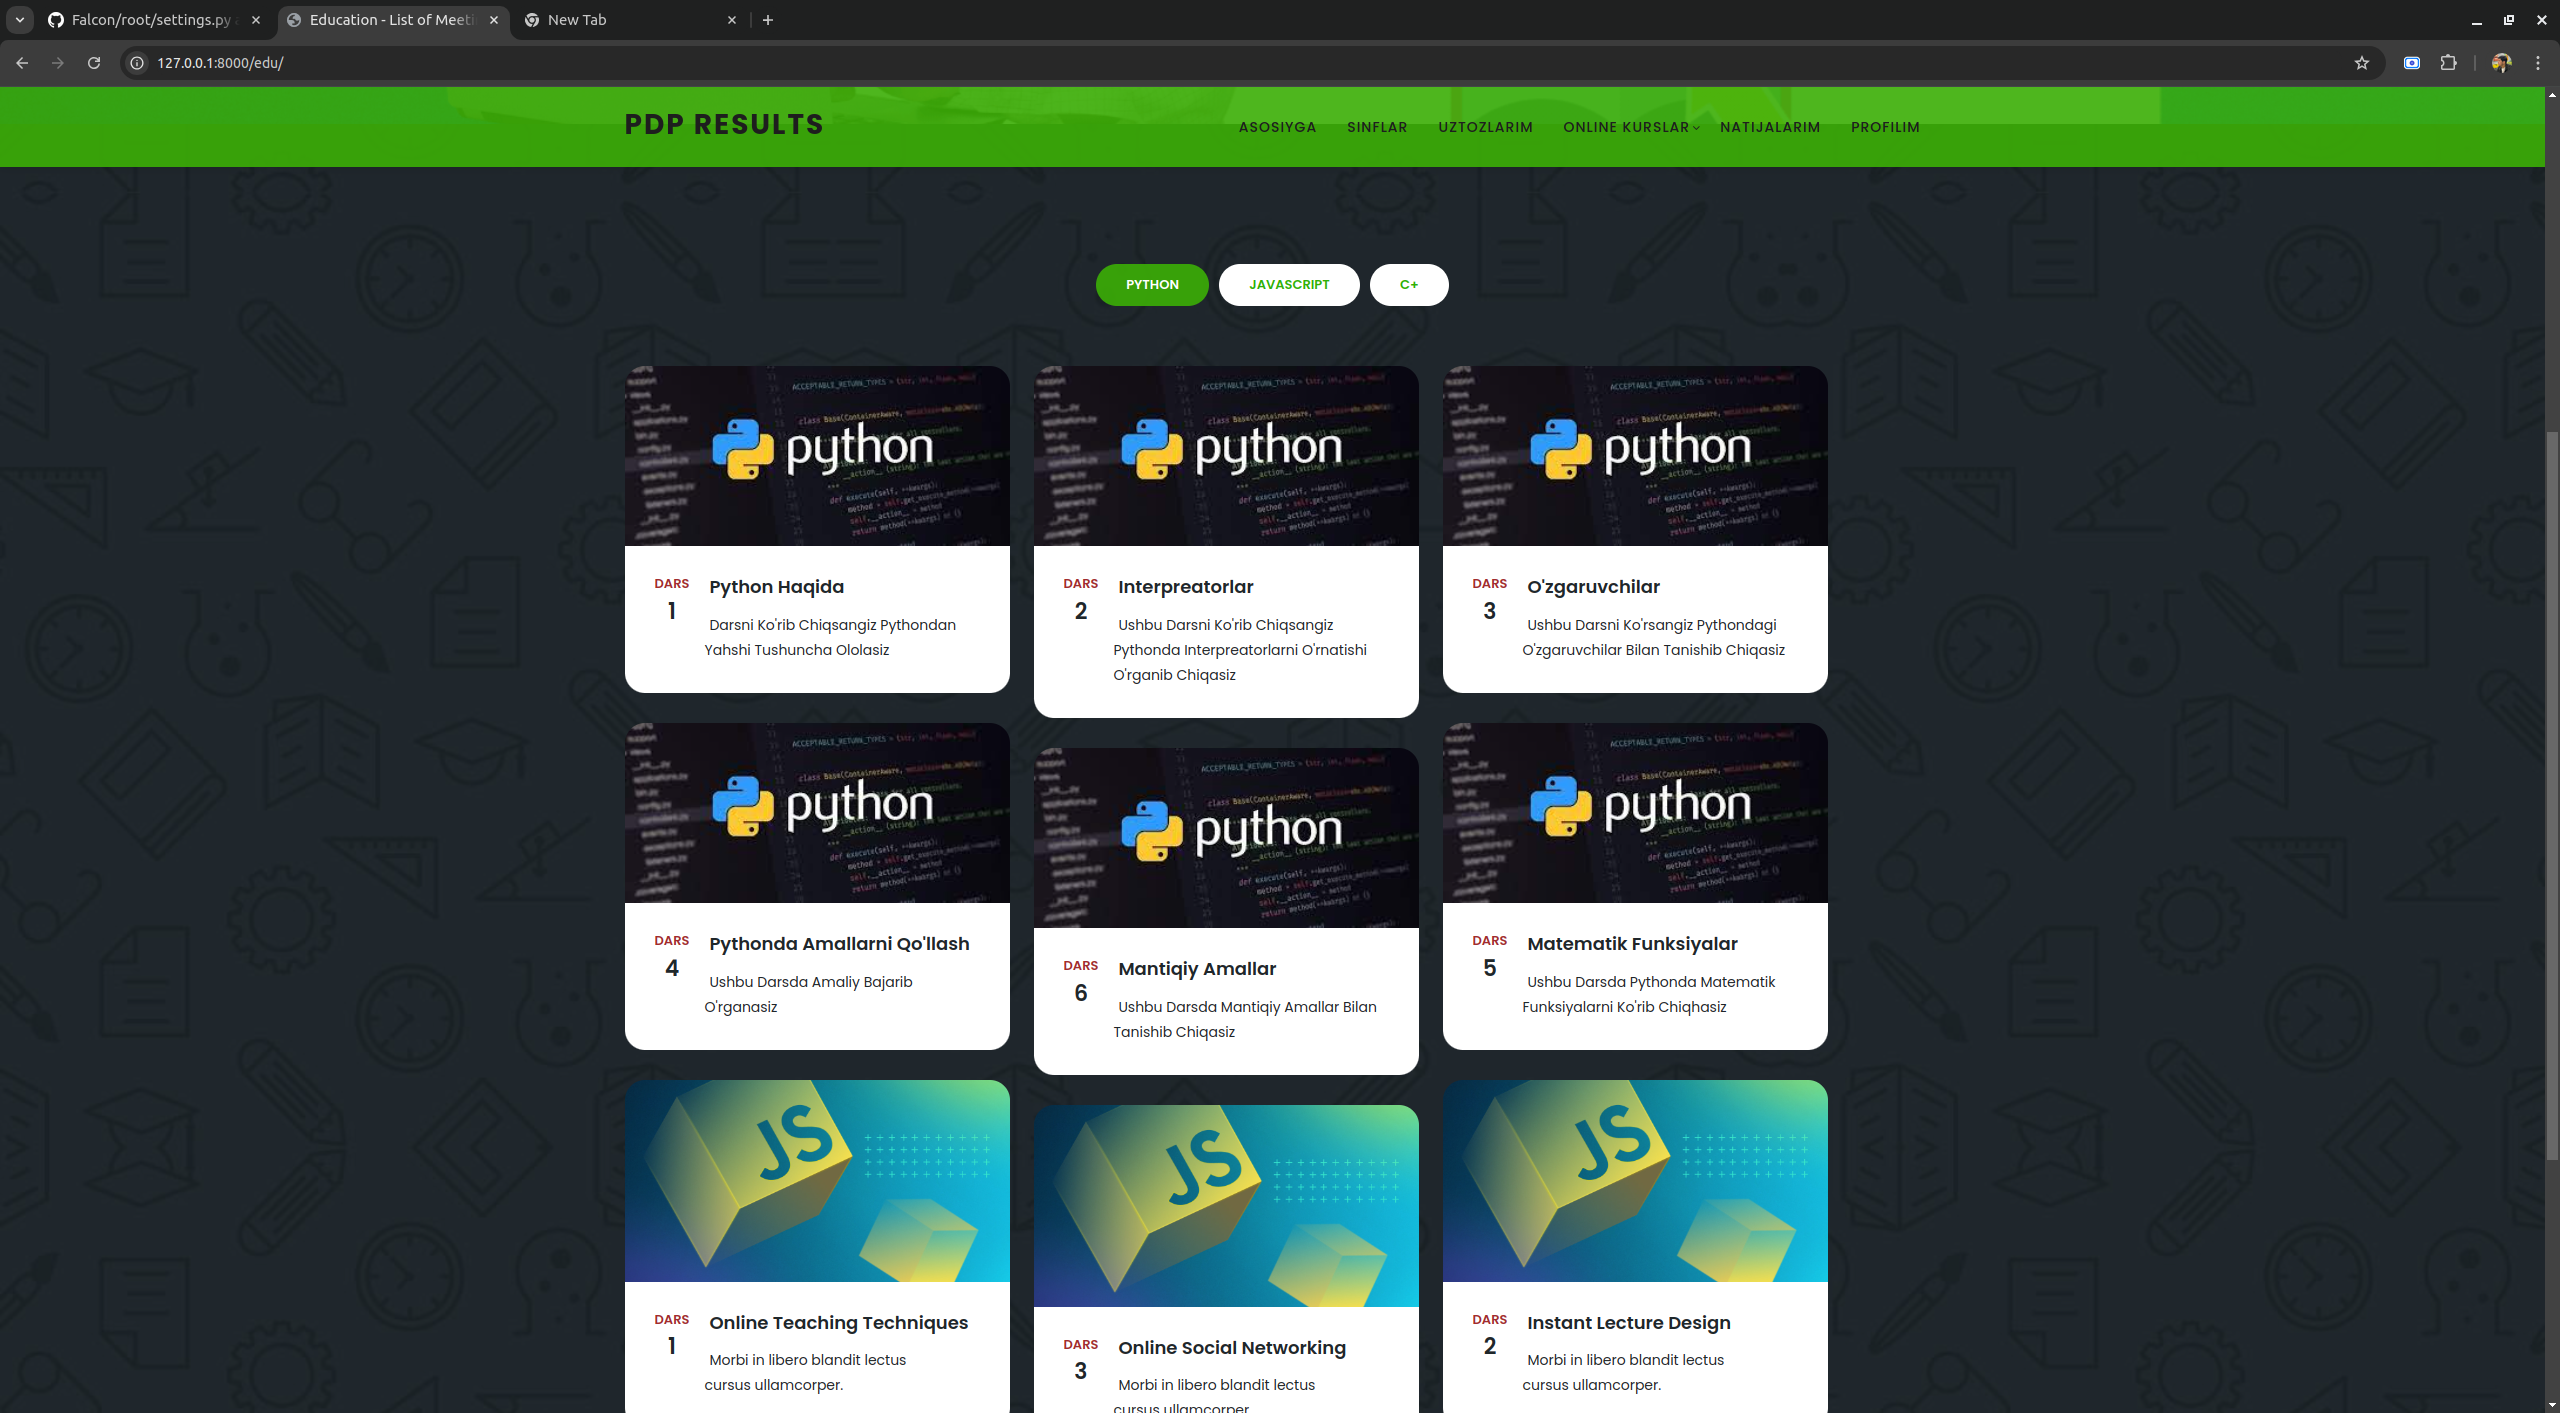 Falcon/root/settings.py
Education - List of Meeti
New Tab
127.0.0.1:8000/edu/
PDP RESULTS
ASOSIYGA
SINFLAR
UZTOZLARIM
ONLINE KURSLAR
NATIJALARIM
PROFILIM
PYTHON
JAVASCRIPT
C+
python
DARS
1
Python Haqida
Darsni Ko'rib Chiqsangiz Pythondan
Yahshi Tushuncha Ololasiz
python
DARS
2
Interpreatorlar
Ushbu Darsni Ko'rib Chiqsangiz
Pythonda Interpreatorlarni O'rnatishi
O'rganib Chiqasiz
python
DARS
3
O'zgaruvchilar
Ushbu Darsni Ko'rsangiz Pythondagi
O'zgaruvchilar Bilan Tanishib Chiqasiz
python
DARS
4
Pythonda Amallarni Qo'llash
Ushbu Darsda Amaliy Bajarib
O'rganasiz
python
DARS
6
Mantiqiy Amallar
Ushbu Darsda Mantiqiy Amallar Bilan
Tanishib Chiqasiz
python
DARS
5
Matematik Funksiyalar
Ushbu Darsda Pythonda Matematik
Funksiyalarni Ko'rib Chiqhasiz
JS
DARS
1
Online Teaching Techniques
Morbi in libero blandit lectus
cursus ullamcorper.
JS
DARS
3
Online Social Networking
Morbi in libero blandit lectus
cursus ullamcorper
JS
DARS
2
Instant Lecture Design
Morbi in libero blandit lectus
cursus ullamcorper.